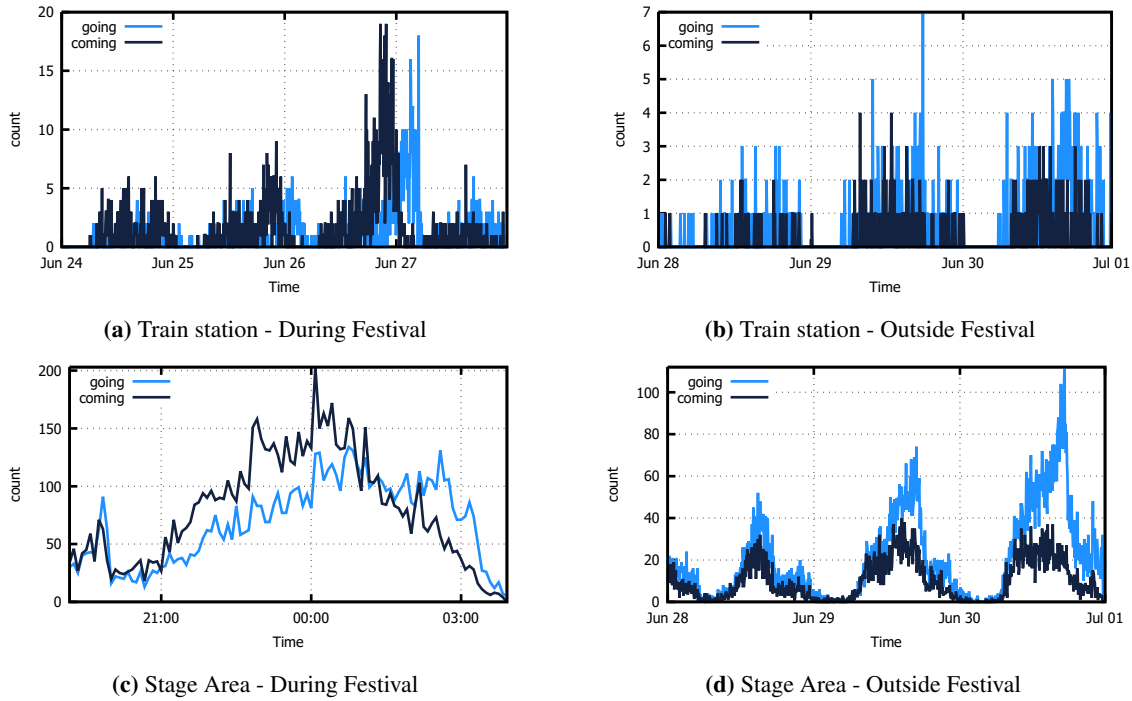 going
coming
20
15
10
5
0
count
Jun 24
Jun 25
Jun 26
Jun 27
Time
(a) Train station - During Festival
going
coming
7
6
5
4
3
2
1
0
count
Jun 28
Jun 29
Jun 30
Jul 01
Time
(b) Train station - Outside Festival
going
coming
200
150
100
50
0
count
21:00
00:00
03:00
Time
(c) Stage Area - During Festival
going
coming
100
80
60
40
20
0
count
Jun 28
Jun 29
Jun 30
Jul 01
Time
(d) Stage Area - Outside Festival